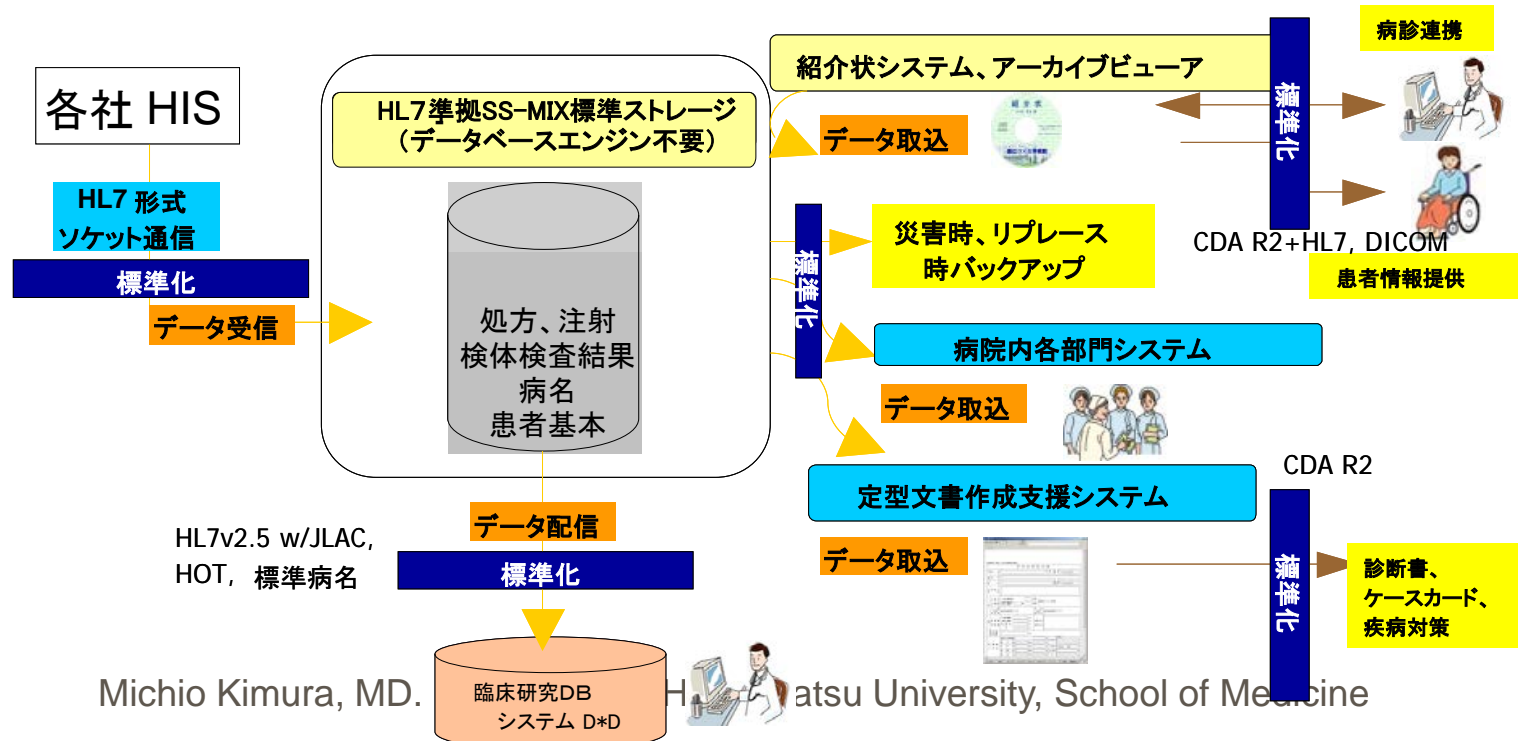 各社 HIS
HL7 形式
ソケット通信
標準化
データ受信
HL7準拠SS-MIX標準ストレージ
（データベースエンジン不要）
処方、注射
検体検査結果
病名
患者基本
データ配信
HL7v2.5 w/JLAC,
HOT, 標準病名
標準化
臨床研究DB
システム D*D
紹介状システム、アーカイブビューア
データ取込
紹介状
標準化
病診連携
CDA R2+HL7, DICOM
患者情報提供
標準化
災害時、リプレース
時バックアップ
病院内各部門システム
データ取込
定型文書作成支援システム
データ取込
CDA R2
標準化
診断書、
ケースカード、
疾病対策
Michio Kimura, MD. H atsu University, School of Medicine